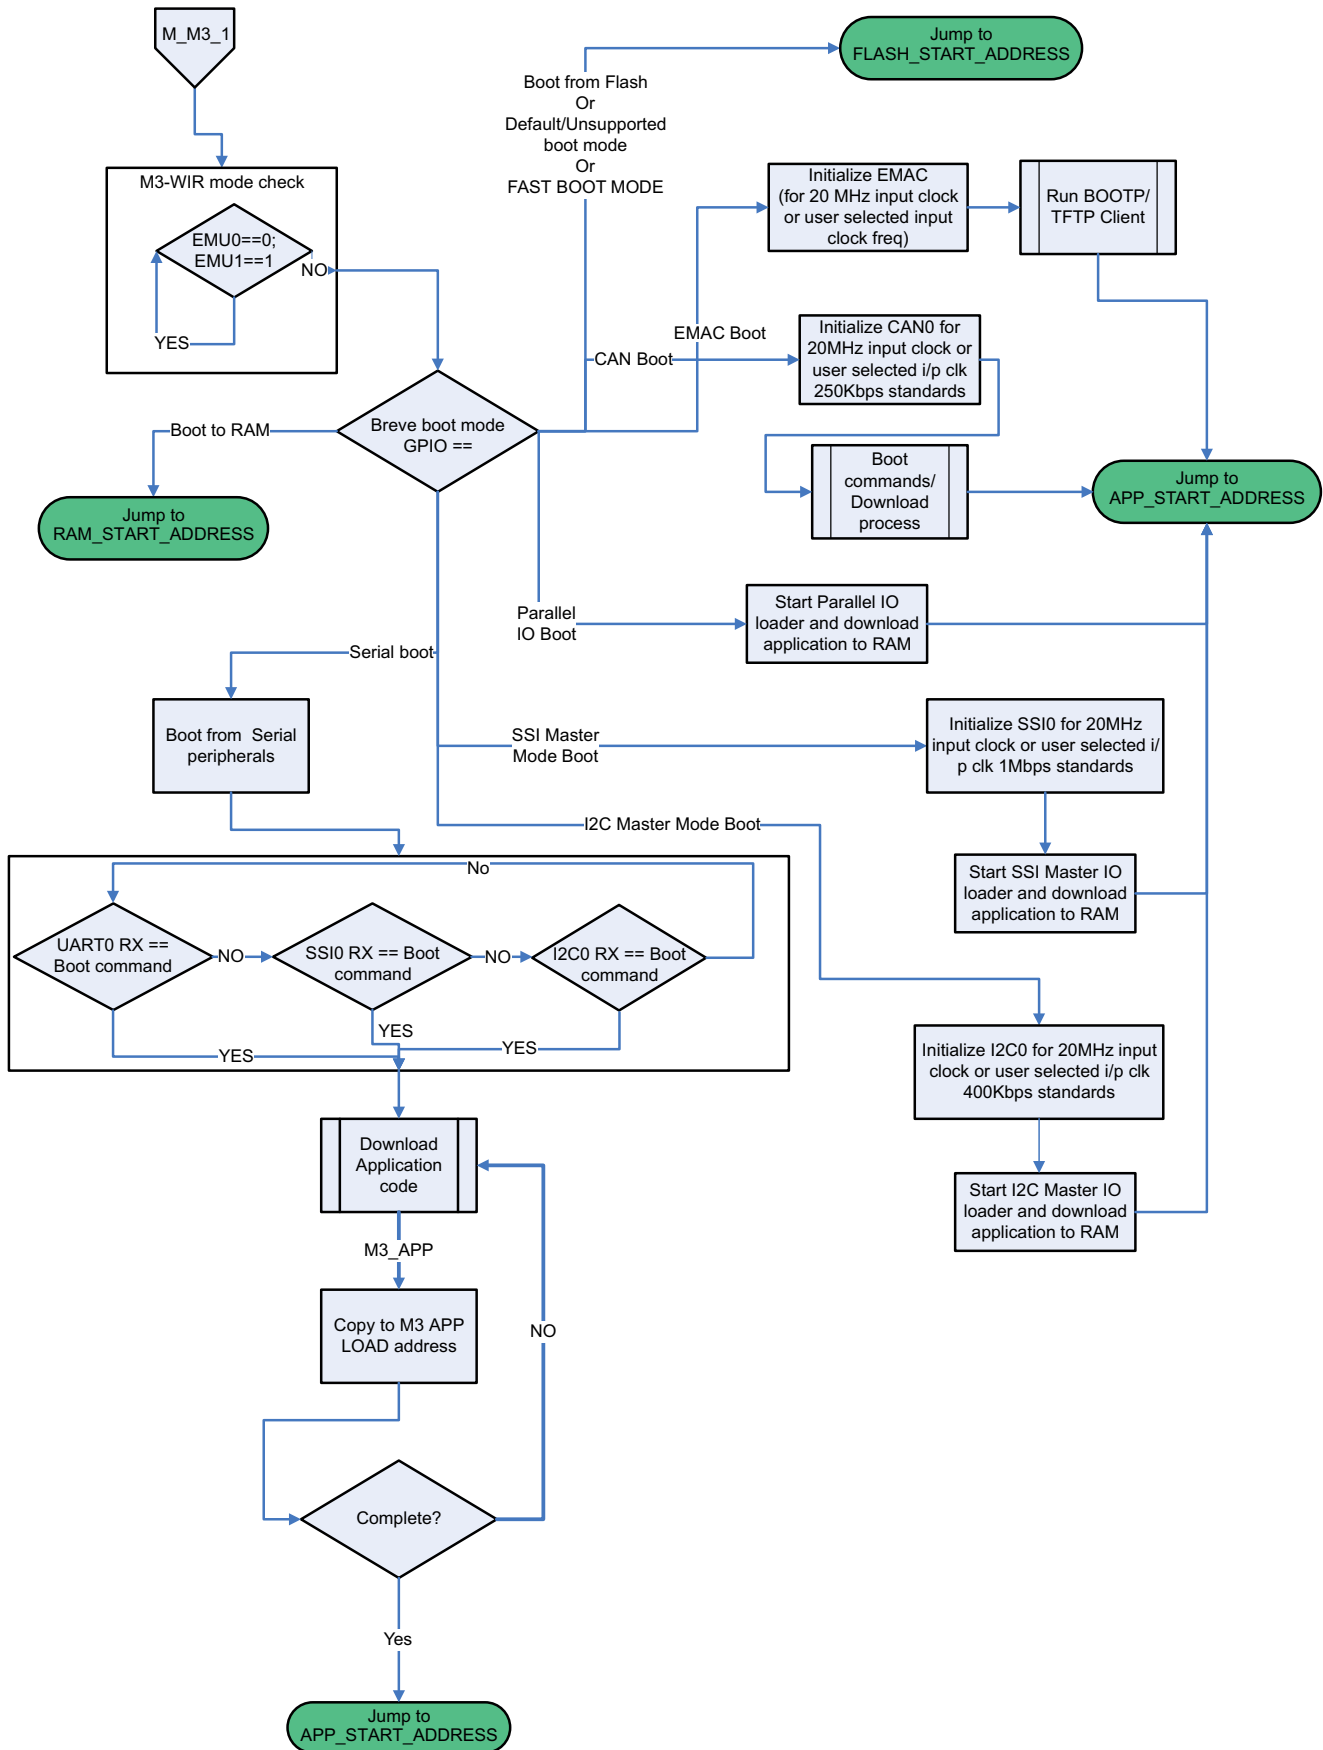 M_M3_1
Jump to
FLASH_START_ADDRESS
Boot from Flash
Or
Default/Unsupported
boot mode
Or
FAST BOOT MODE
M3-WIR mode check
EMU0==0;
EMU1==1
NO
YES
Initialize EMAC
(for 20 MHz input clock
or user selected input
clock freq)
Run BOOTP/
TFTP Client
EMAC Boot
CAN Boot
Initialize CAN0 for
20MHz input clock or
user selected i/p clk
250Kbps standards
Breve boot mode
GPIO ==
Boot to RAM
Jump to
RAM_START_ADDRESS
Boot
commands/
Download
process
Jump to
APP_START_ADDRESS
Parallel
IO Boot
Start Parallel IO
loader and download
application to RAM
Serial boot
Boot from  Serial
peripherals
SSI Master
Mode Boot
Initialize SSI0 for 20MHz
input clock or user selected i/
p clk 1Mbps standards
I2C Master Mode Boot
Start SSI Master IO
loader and download
application to RAM
No
UART0 RX ==
Boot command
NO
SSI0 RX == Boot
command
NO
I2C0 RX == Boot
command
YES
YES
YES
Initialize I2C0 for 20MHz input
clock or user selected i/p clk
400Kbps standards
Download
Application
code
Start I2C Master IO
loader and download
application to RAM
M3_APP
Copy to M3 APP
LOAD address
NO
Complete?
Yes
Jump to
APP_START_ADDRESS